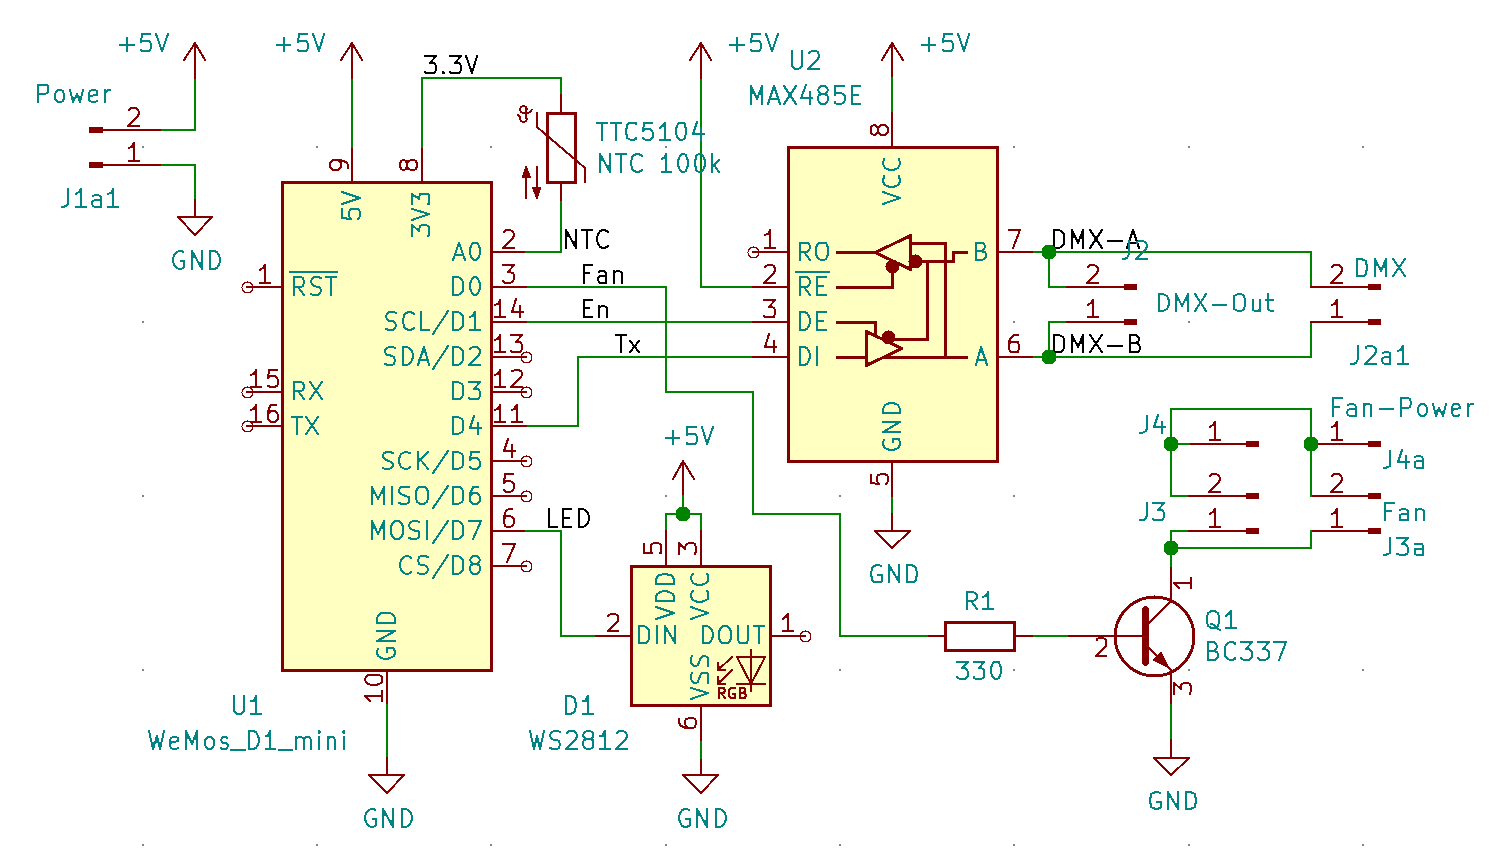 +5V
+5V
3.3V
+5V
+5V
U2
MAX485E
Power
2
1
J1a1
GND
ϑ
TTC5104
NTC 100k
9
8
8
5V
3V3
VCC
1
RST
15
RX
16
TX
A0
2
NTC
D0
3
Fan
SCL/D1
14
En
SDA/D2
13
D3
12
D4
11
Tx
SCK/D5
4
MISO/D6
5
MOSI/D7
6
LED
CS/D8
7
GND
10
U1
WeMos_D1_mini
GND
1
RO
2
RE
3
DE
4
DI
B
7
DMX-A
A
6
DMX-B
GND
5
GND
J2
2
1
DMX-Out
2
DMX
1
J2a1
Fan-Power
J4
1
1
J4a
2
2
Fan
J3
1
1
J3a
+5V
5
3
VDD
VCC
2
DIN
DOUT
1
VSS
RGB
6
D1
WS2812
GND
R1
330
1
2
3
Q1
BC337
GND